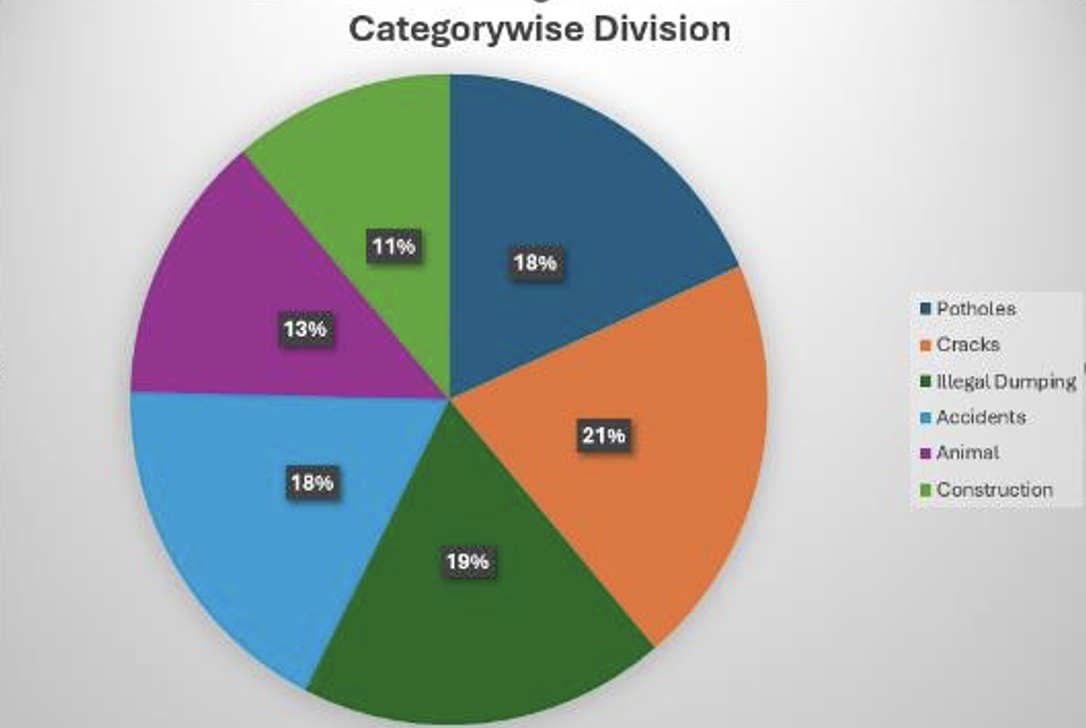 Categorywise Division
11%
18%
13%
21%
18%
19%
Potholes
Cracks
Illegal Dumping
Accidents
Animal
Construction